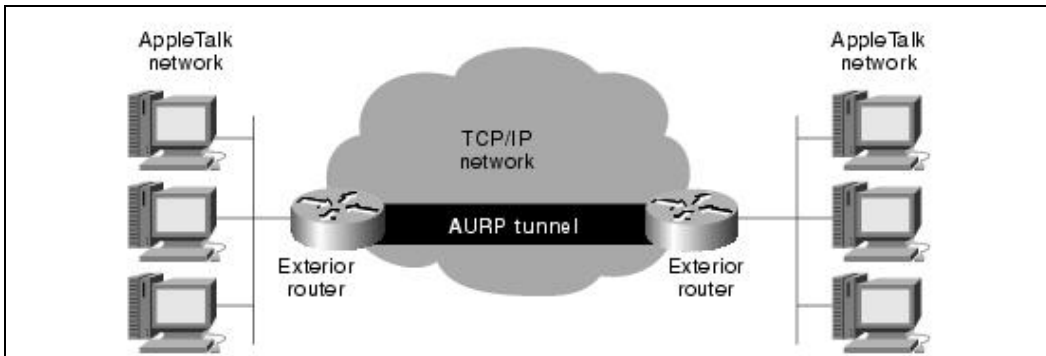 AppleTalk
network
AppleTalk
network
TCP/IP
network
AURP tunnel
Exterior
router
Exterior
router